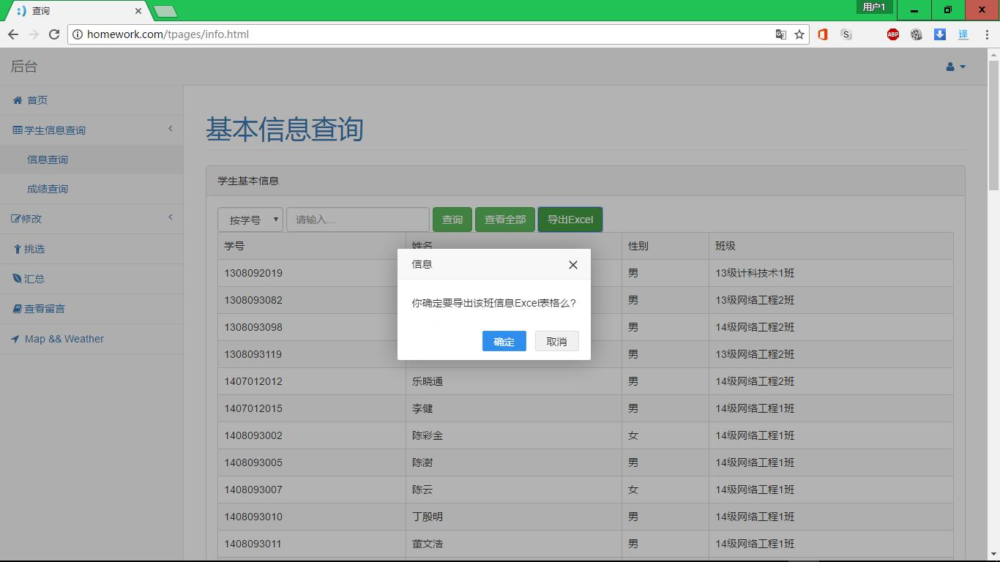 查询
用户1
homework.com/tpages/info.html
后台
首页
学生信息查询
信息查询
成绩查询
修改
挑选
汇总
查看留言
Map && Weather
基本信息查询
学生基本信息
按学号 请输入... 查询 查看全部 导出Excel
学号 姓名 性别 班级
1308092019 男 13级计科技术1班
1308093082 男 13级网络工程2班
1308093098 男 14级网络工程2班
1308093119 男 13级网络工程2班
1407012012 乐晓通 男 14级网络工程2班
1407012015 李健 男 14级网络工程1班
1408093002 陈彩金 女 14级网络工程1班
1408093005 陈澍 男 14级网络工程1班
1408093007 陈云 女 14级网络工程1班
1408093010 丁殷明 男 14级网络工程1班
1408093011 董文浩 男 14级网络工程1班
信息
你确定要导出该班信息Excel表格么?
确定 取消
ABP
S
译